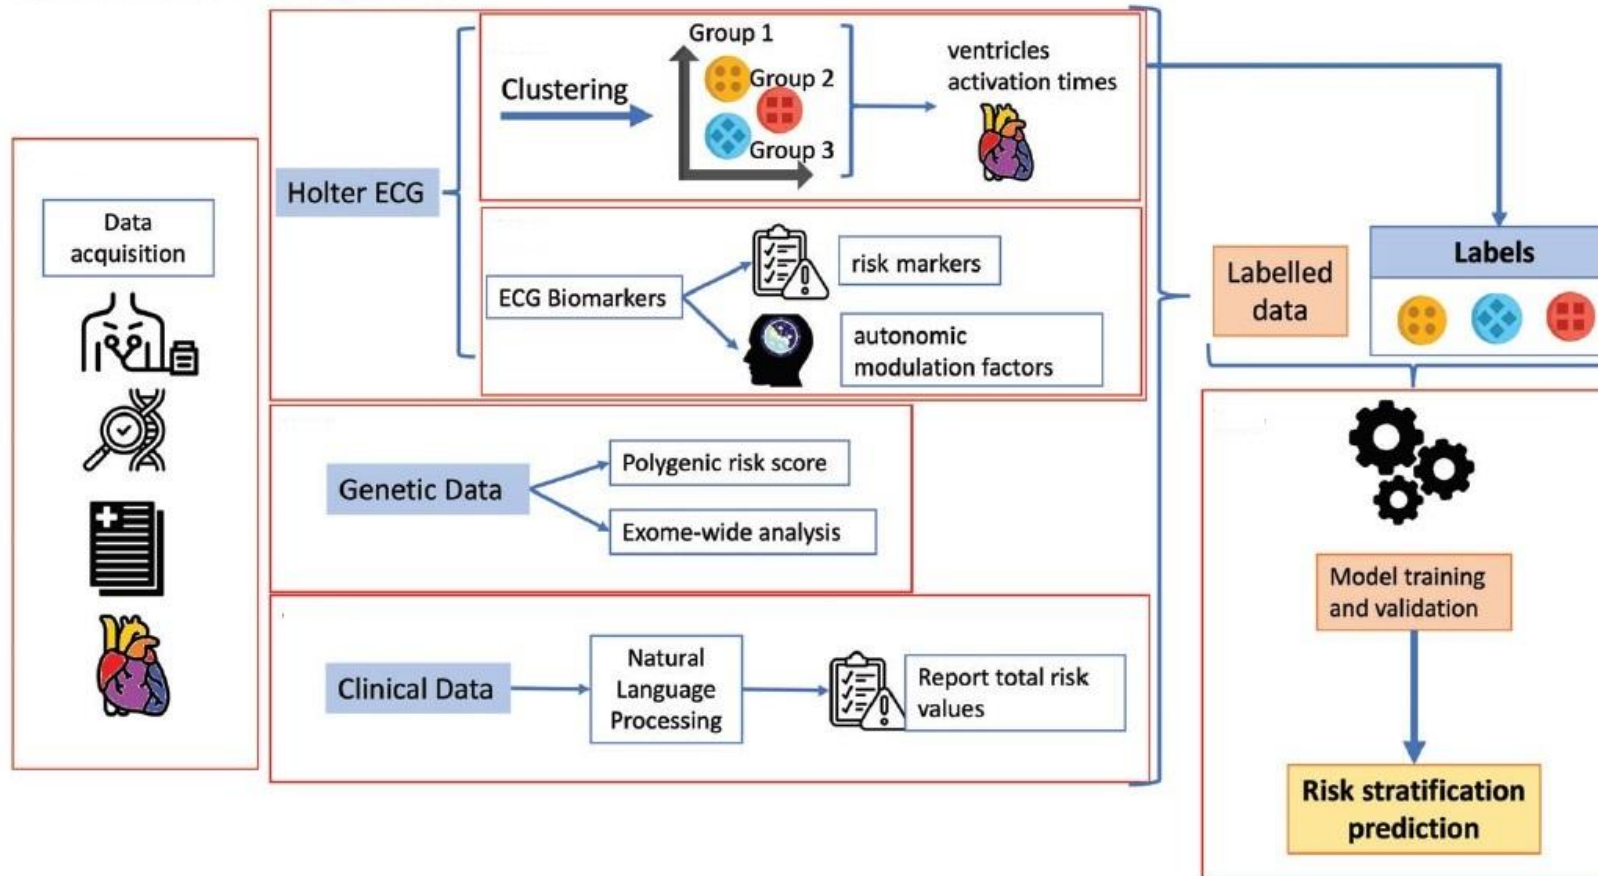 Data
acquisition
Holter ECG
Clustering
Group 1
Group 2
Group 3
ventricles
activation times
ECG Biomarkers
risk markers
autonomic
modulation factors
Genetic Data
Polygenic risk score
Exome-wide analysis
Clinical Data
Natural
Language
Processing
Report total risk
values
Labelled
data
Labels
Model training
and validation
Risk stratification
prediction